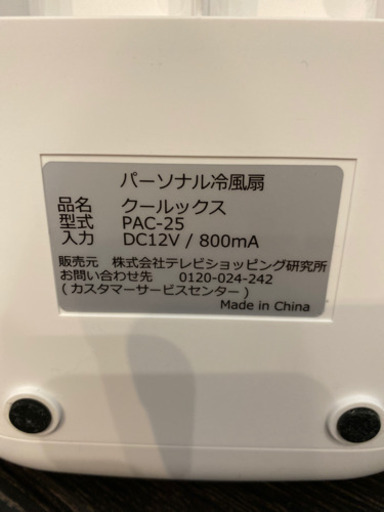 パーソナル冷風扇
品名 クールックス
型式 PAC-25
入力 DC12V / 800mA
販売元 株式会社テレビショッピング研究所
お問い合わせ先 0120-024-242
(カスタマーサービスセンター)
Made in China